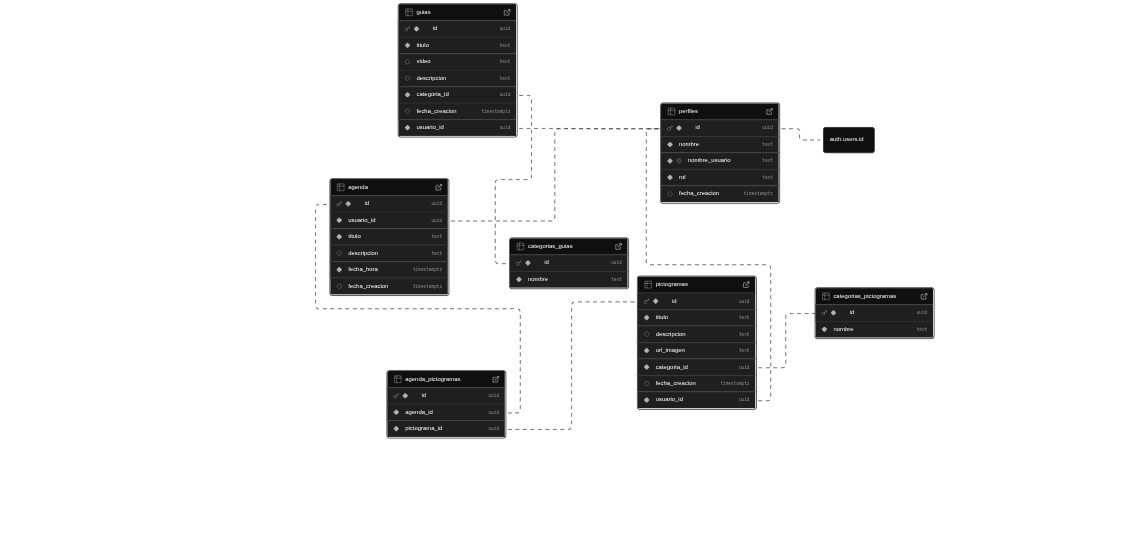 guias
id uuid
titulo text
video text
descripcion text
categoria_id uuid
fecha_creacion timestamptz
usuario_id uuid
perfiles
id uuid
nombre text
nombre_usuario text
rol text
fecha_creacion timestamptz
auth.users.id
agenda
id uuid
usuario_id uuid
titulo text
descripcion text
fecha_hora timestamptz
fecha_creacion timestamptz
categorias_guias
id uuid
nombre text
pictogramas
id uuid
titulo text
descripcion text
url_imagen text
categoria_id uuid
fecha_creacion timestamptz
usuario_id uuid
categorias_pictogramas
id uuid
nombre text
agenda_pictogramas
id uuid
agenda_id uuid
pictograma_id uuid